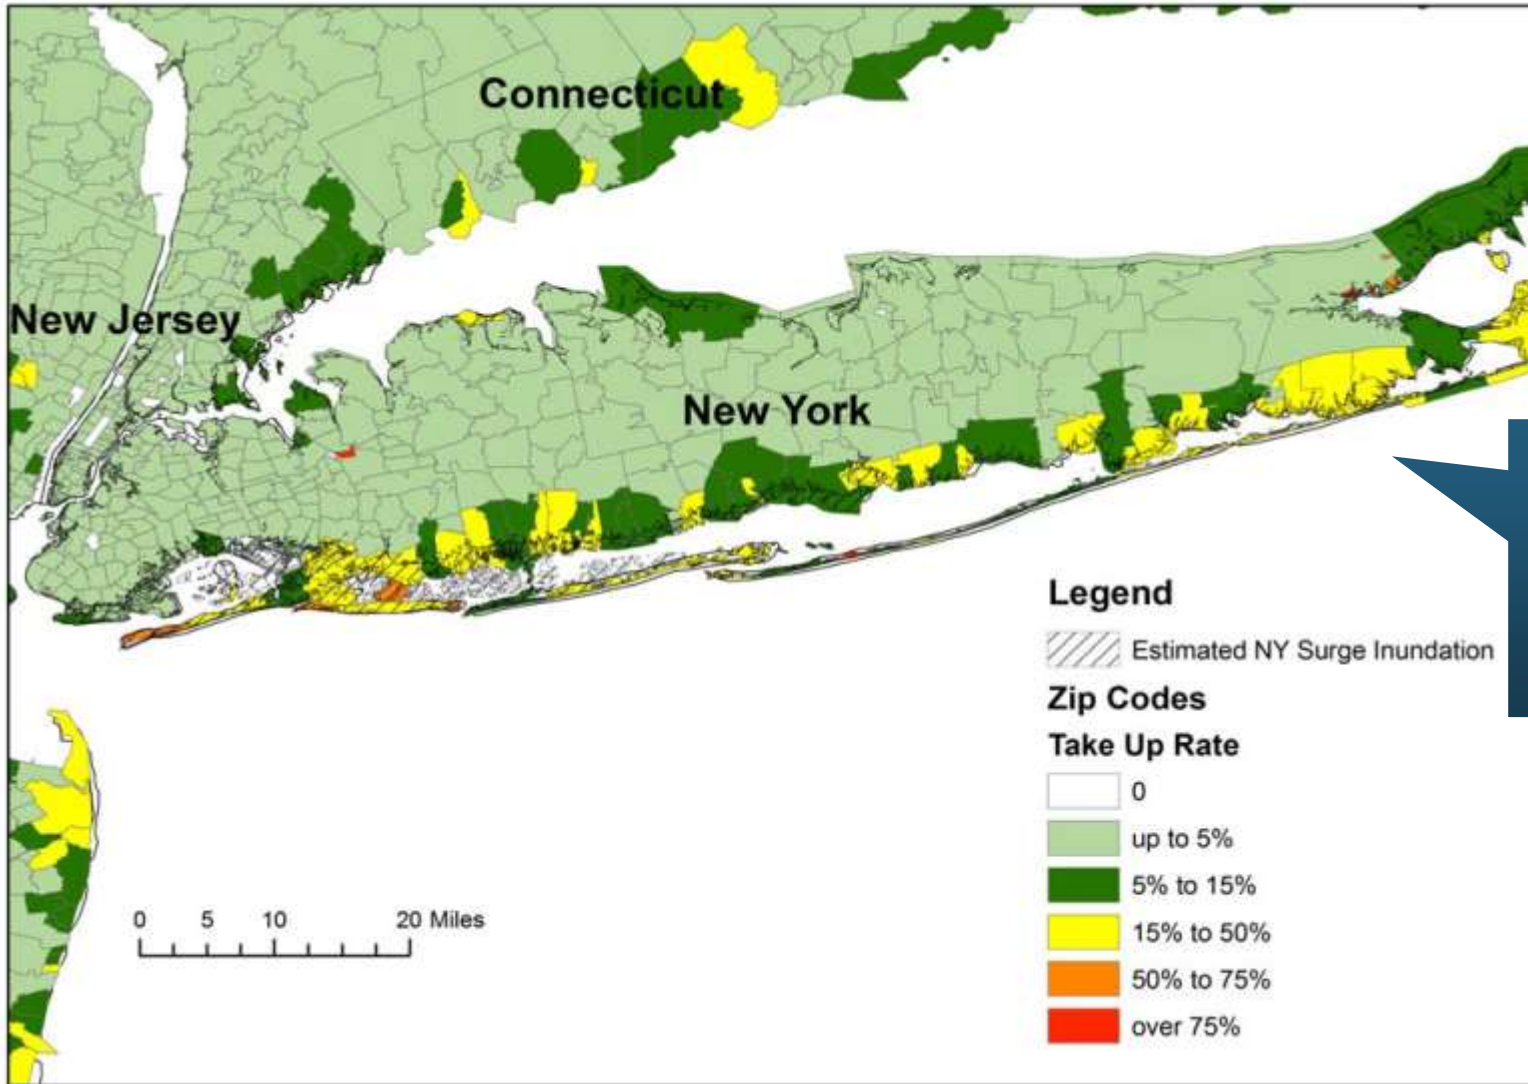 Connecticut
New Jersey
New York
Legend
Estimated NY Surge Inundation
Zip Codes
Take Up Rate
0
up to 5%
5% to 15%
15% to 50%
50% to 75%
over 75%
0 5 10 20 Miles